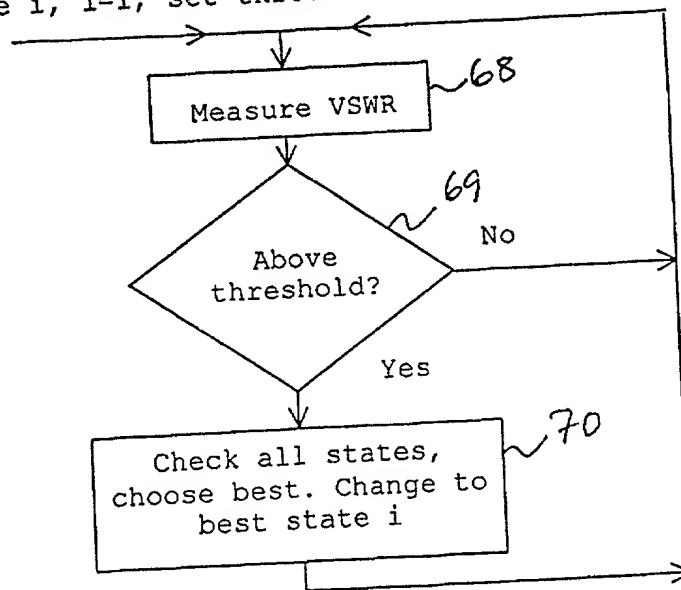 Measure VSWR
68
69
Above
threshold?
No
Yes
70
Check all states,
choose best. Change to
best state i